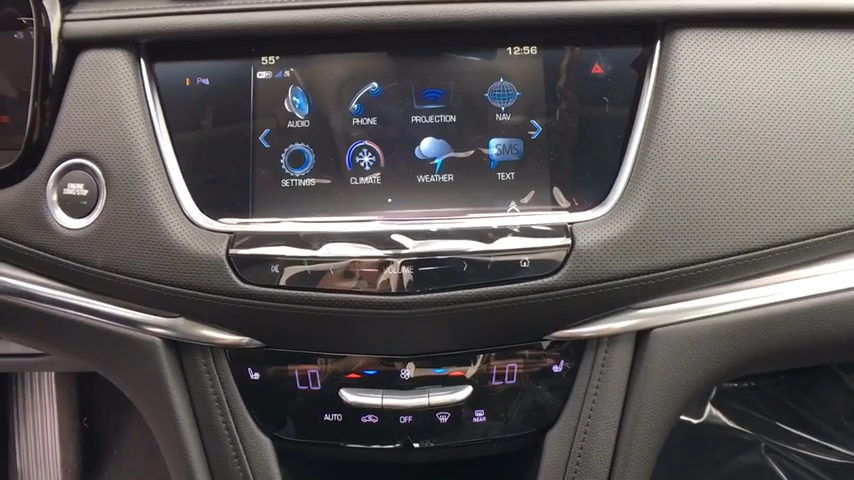 55°
12:56
AUDIO
PHONE
PROJECTION
NAV
SETTINGS
CLIMATE
WEATHER
SMS
TEXT
ENGINE
START/STOP
VOLUME
LO
LO
AUTO
OFF
REAR